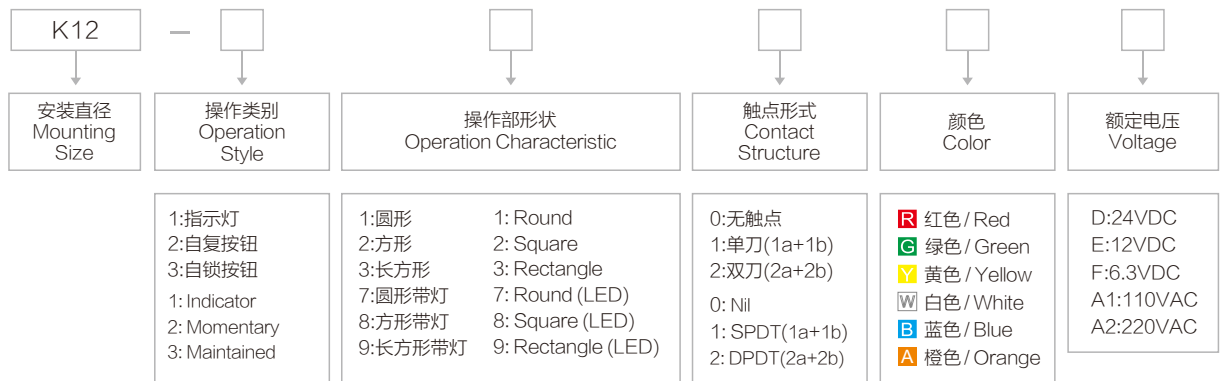 K12 —
安装直径
Mounting
Size
操作类别
Operation
Style
操作部形状
Operation Characteristic
触点形式
Contact
Structure
颜色
Color
额定电压
Voltage
1:指示灯
2:自复按钮
3:自锁按钮
1: Indicator
2: Momentary
3: Maintained
1:圆形
2:方形
3:长方形
7:圆形带灯
8:方形带灯
9:长方形带灯
1: Round
2: Square
3: Rectangle
7: Round (LED)
8: Square (LED)
9: Rectangle (LED)
0:无触点
1:单刀(1a+1b)
2:双刀(2a+2b)
0: Nil
1: SPDT(1a+1b)
2: DPDT(2a+2b)
R 红色/Red
G 绿色/Green
Y 黄色/Yellow
W 白色/White
B 蓝色/Blue
A 橙色/Orange
D:24VDC
E:12VDC
F:6.3VDC
A1:110VAC
A2:220VAC